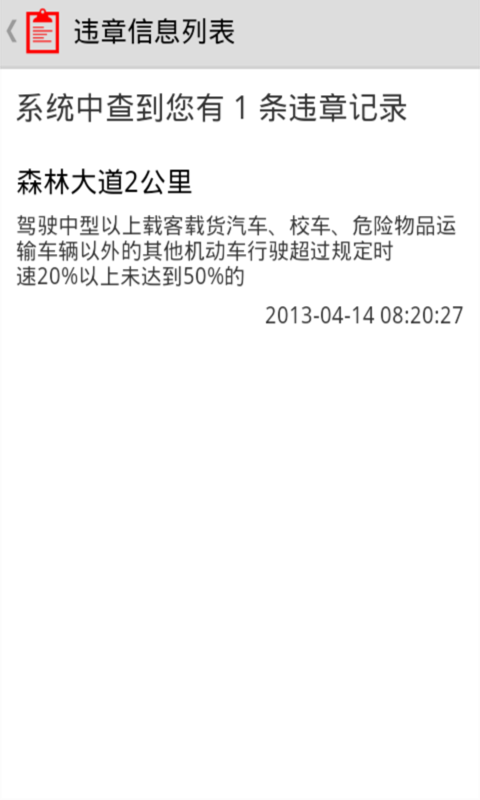 违章信息列表
系统中查到您有 1 条违章记录
森林大道2公里
驾驶中型以上载客载货汽车、校车、危险物品运
输车辆以外的其他机动车行驶超过规定时
速20%以上未达到50%的
2013-04-14 08:20:27